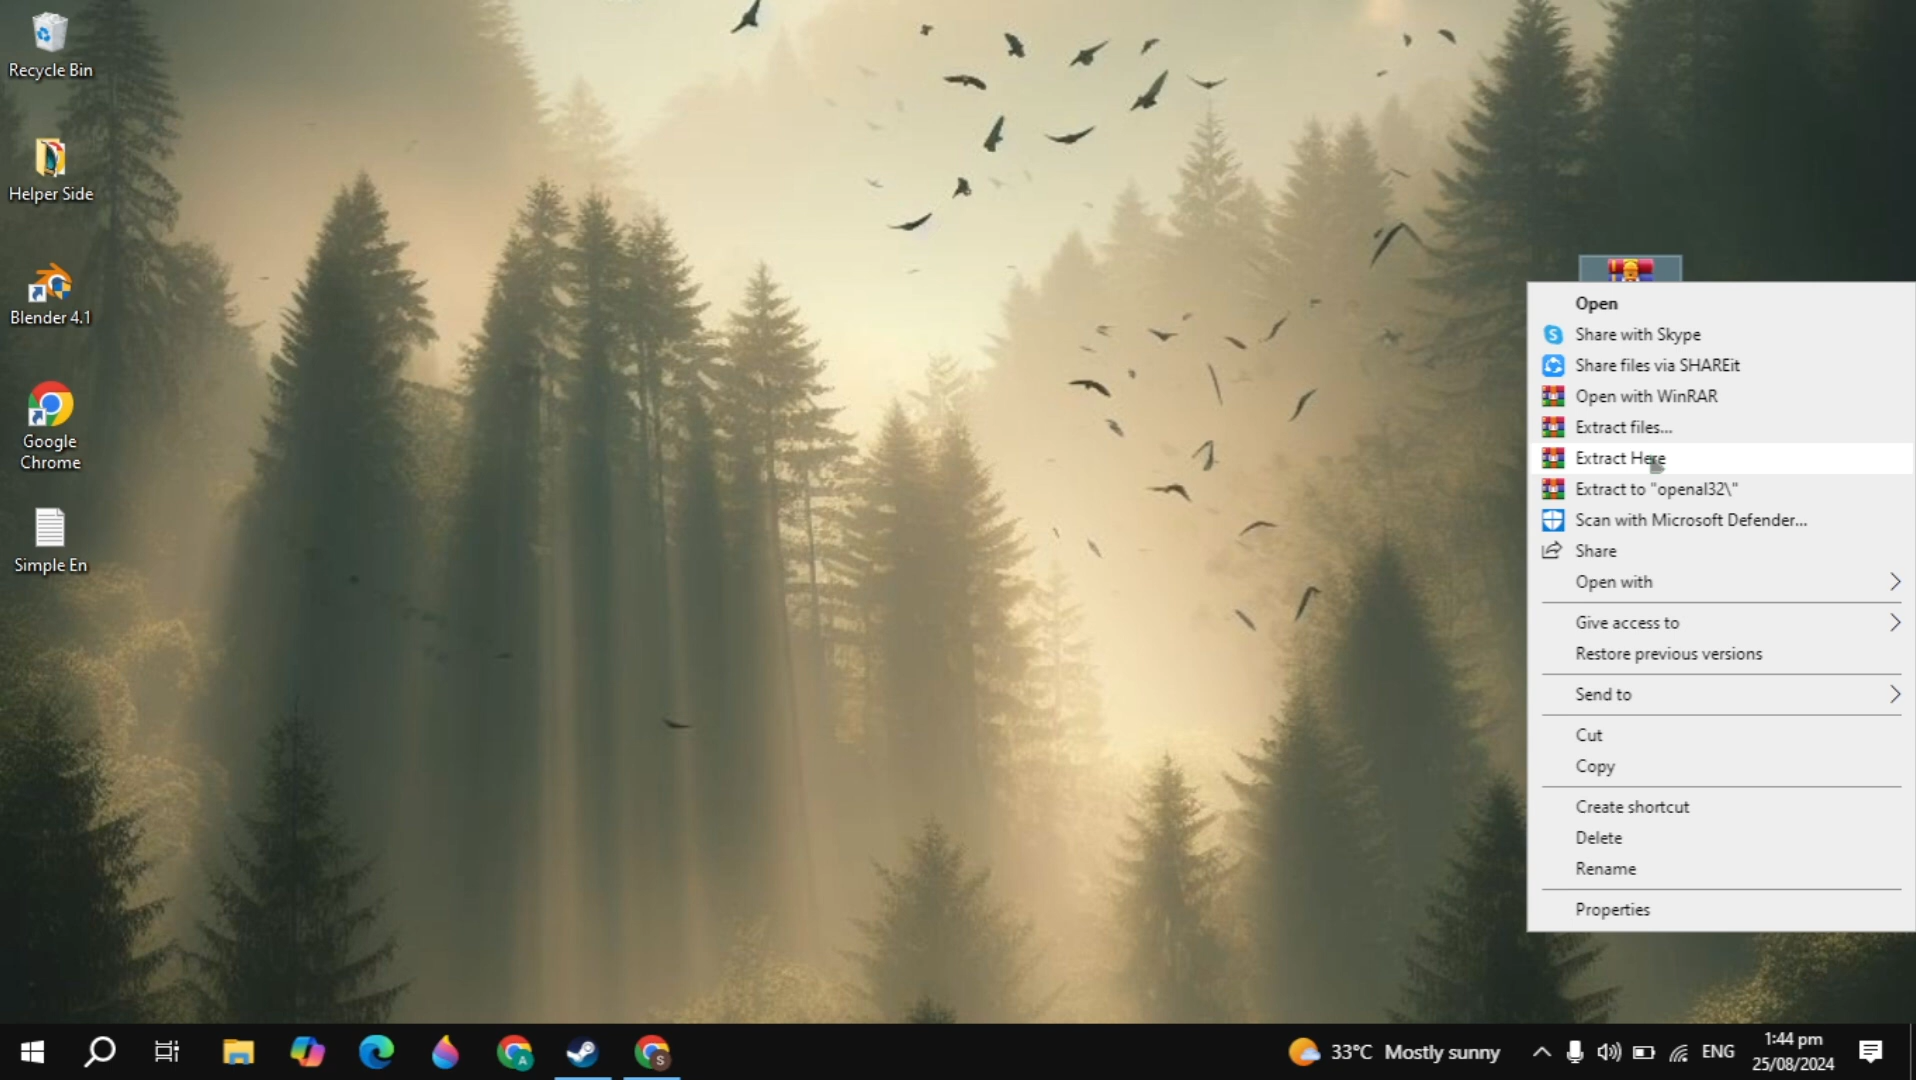 Recycle Bin
Helper Side
Blender 4.1
Google
Chrome
Simple En
Open
Share with Skype
Share files via SHAREit
Open with WinRAR
Extract files...
Extract Here
Extract to "openal32\"
Scan with Microsoft Defender...
Share
Open with
Give access to
Restore previous versions
Send to
Cut
Copy
Create shortcut
Delete
Rename
Properties
33°C Mostly sunny
ENG
1:44 pm
25/08/2024